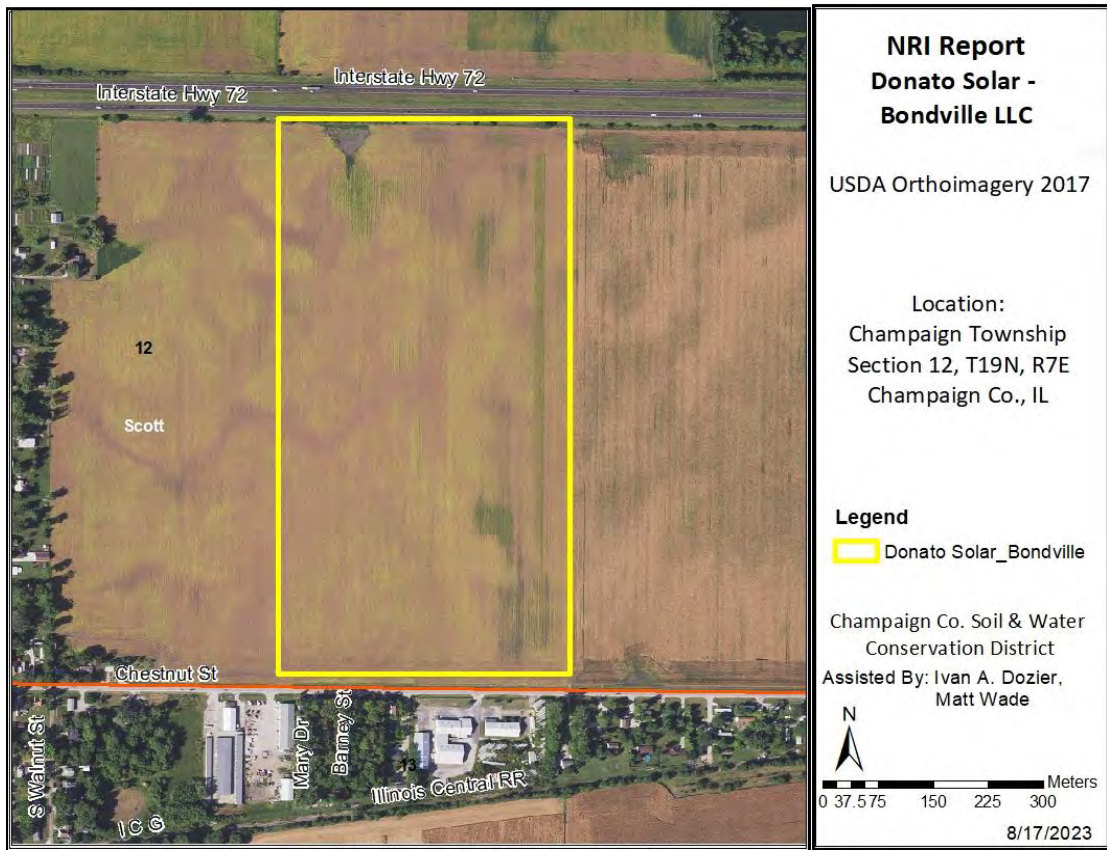 Interstate Hwy 72
Interstate Hwy 72
12
Scott
Chestnut St
S Walnut St
Mary Dr
Barney St
13
Illinois Central RR
I C G
NRI Report
Donato Solar -
Bondville LLC
USDA Orthoimagery 2017
Location:
Champaign Township
Section 12, T19N, R7E
Champaign Co., IL
Legend
Donato Solar_Bondville
Champaign Co. Soil & Water
Conservation District
Assisted By: Ivan A. Dozier,
Matt Wade
N
Meters
0 37.5 75 150 225 300
8/17/2023